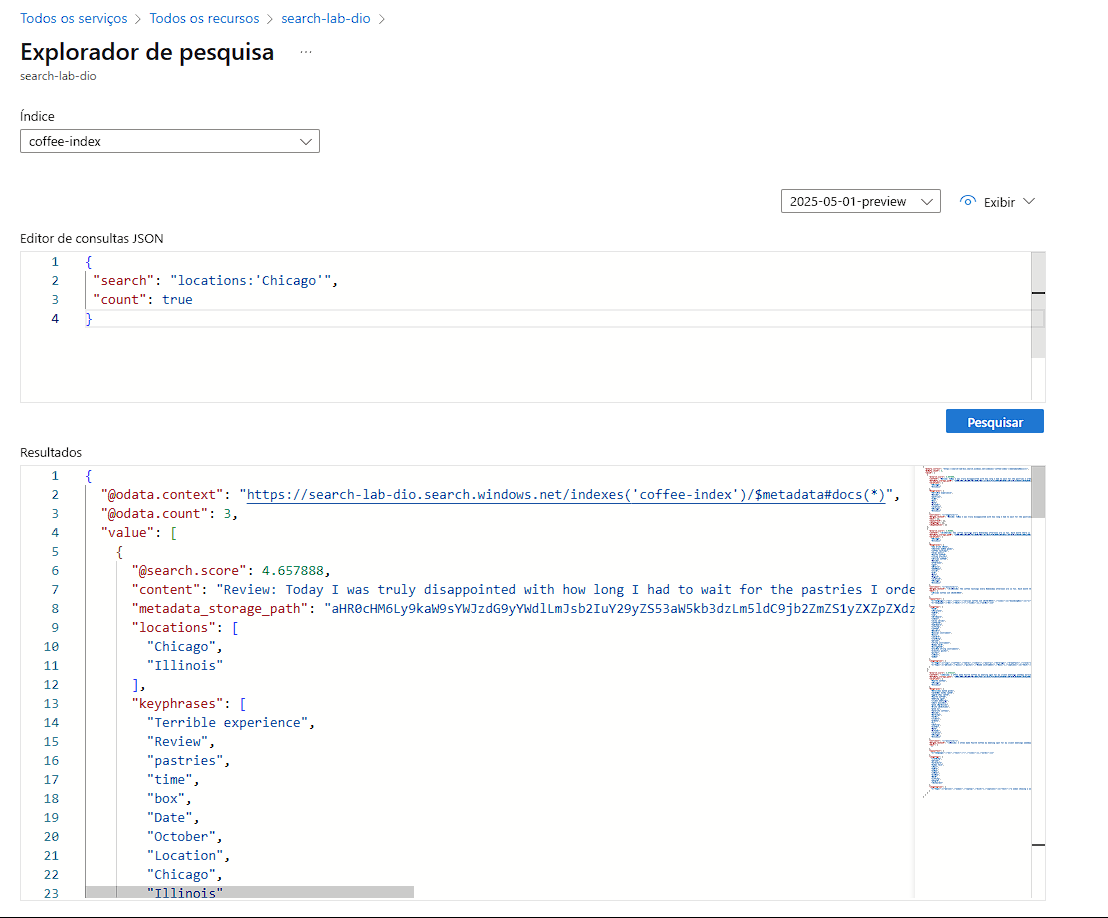 Todos os serviços > Todos os recursos > search-lab-dio >
Explorador de pesquisa ...
search-lab-dio
Índice
coffee-index
2025-05-01-preview Exibir
Editor de consultas JSON
1 {
2 "search": "locations:'Chicago'",
3 "count": true
4 }
Pesquisar
Resultados
1 {
2 "@odata.context": "https://search-lab-dio.search.windows.net/indexes('coffee-index')/$metadata#docs(*)",
3 "@odata.count": 3,
4 "value": [
5 {
6 "@search.score": 4.657888,
7 "content": "Review: Today I was truly disappointed with how long I had to wait for the pastries I orde
8 "metadata_storage_path": "aHR0cHM6Ly9kaW9sYWJzdG9yYWdlLmJsb2IuY29yZS53aW5kb3dzLm5ldC9jb2ZmZS1yZXZpZXdz
9 "locations": [
10 "Chicago",
11 "Illinois"
12 ],
13 "keyphrases": [
14 "Terrible experience",
15 "Review",
16 "pastries",
17 "time",
18 "box",
19 "Date",
20 "October",
21 "Location",
22 "Chicago",
23 "Illinois"